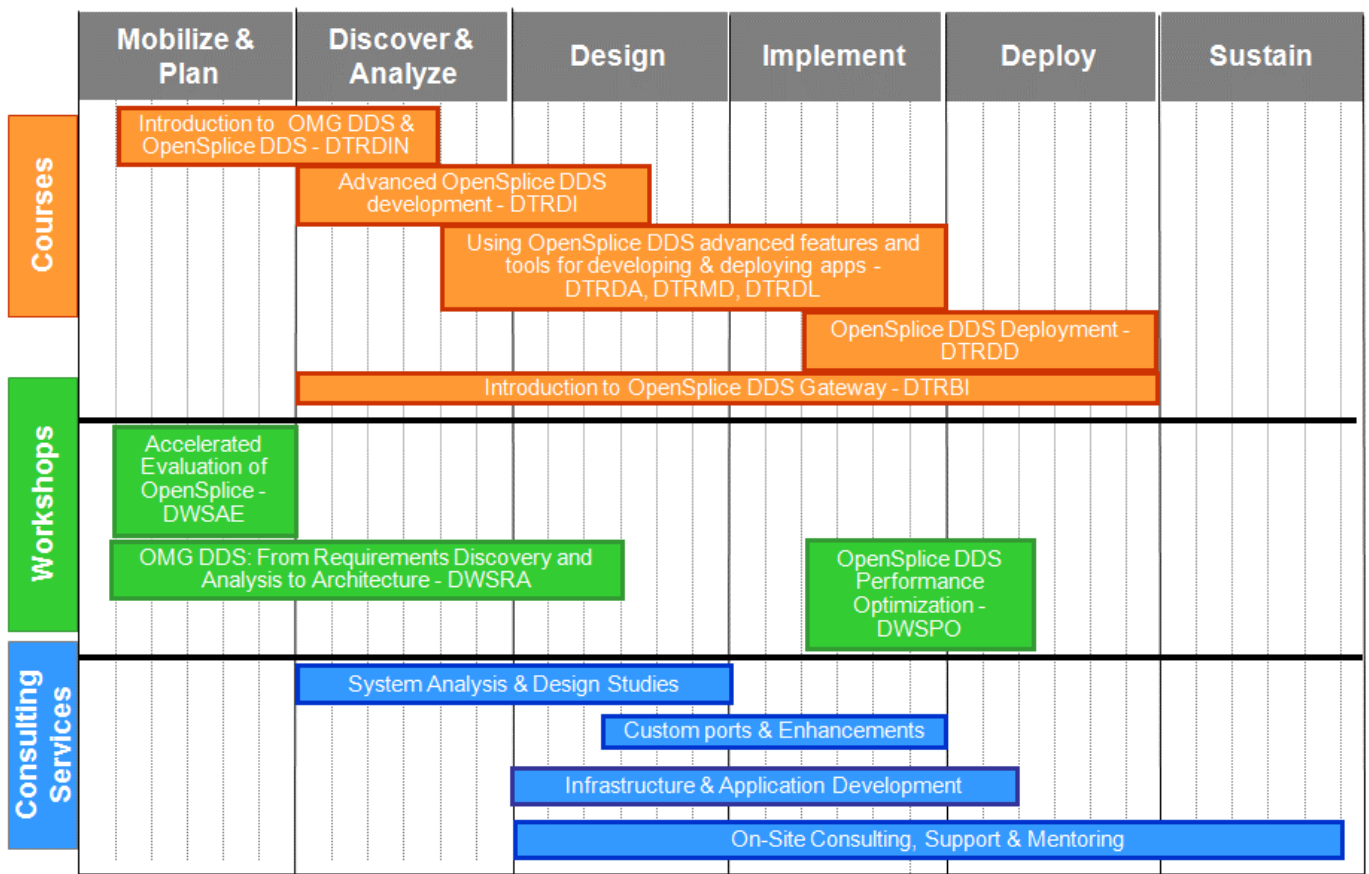 Mobilize &
Plan
Discover &
Analyze
Design
Implement
Deploy
Sustain
Courses
Introduction to OMG DDS &
OpenSplice DDS - DTRDIN
Advanced OpenSplice DDS
development - DTRDI
Using OpenSplice DDS advanced features and
tools for developing & deploying apps -
DTRDA, DTRMD, DTRDL
OpenSplice DDS Deployment -
DTRDD
Introduction to OpenSplice DDS Gateway - DTRBI
Workshops
Accelerated
Evaluation of
OpenSplice -
DWSAE
OMG DDS: From Requirements Discovery and
Analysis to Architecture - DWSRA
OpenSplice DDS
Performance
Optimization -
DWSPO
Consulting
Services
System Analysis & Design Studies
Custom ports & Enhancements
Infrastructure & Application Development
On-Site Consulting, Support & Mentoring